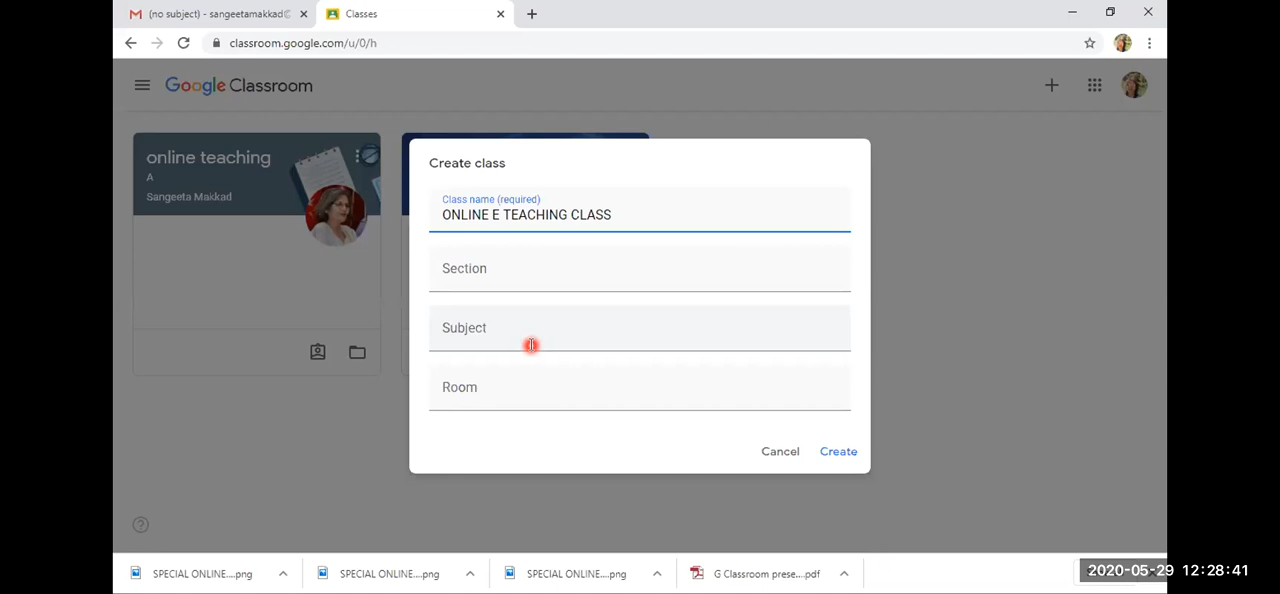 (no subject) - sangeetamakkad@
Classes
classroom.google.com/u/0/h
Google Classroom
online teaching
A
Sangeeta Makkad
Create class
Class name (required)
ONLINE E TEACHING CLASS
Section
Subject
Room
Cancel
Create
SPECIAL ONLINE....png
SPECIAL ONLINE....png
SPECIAL ONLINE....png
G Classroom prese....pdf
2020-05-29 12:28:41